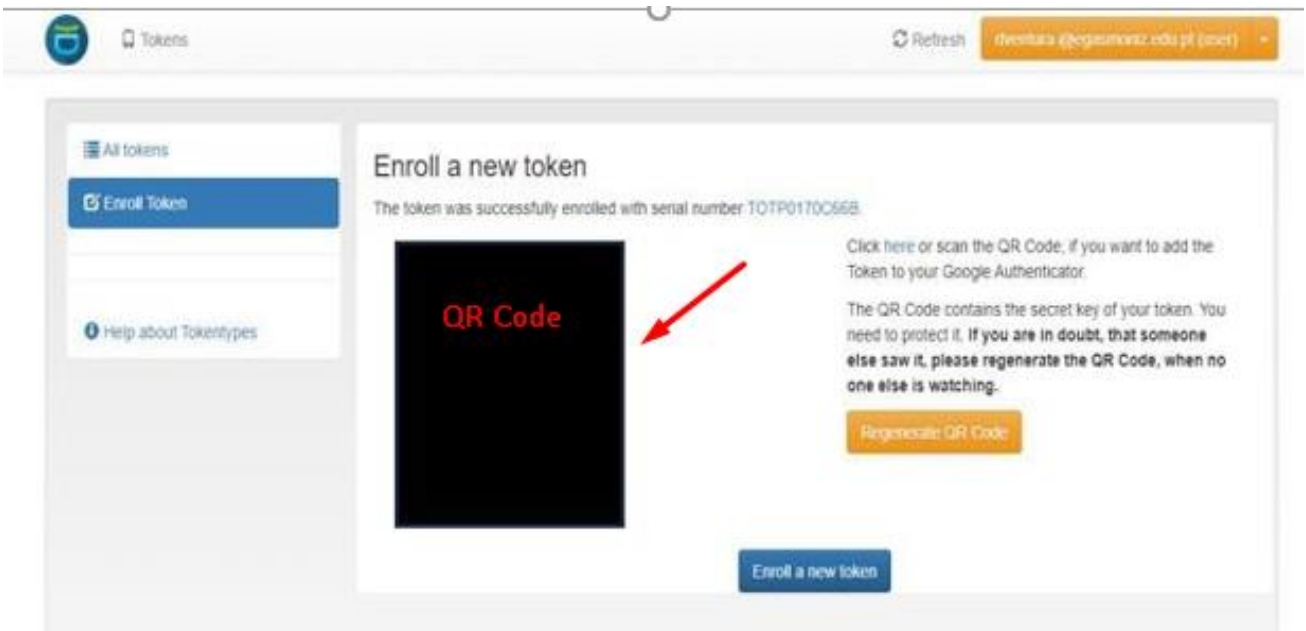 Tokens
Refresh
dventura @egasmoniz.edu.pt (user)
All tokens
Enroll Token
Help about Tokentypes
Enroll a new token
The token was successfully enrolled with serial number TOTP0170C66B.
QR Code
Click here or scan the QR Code, if you want to add the
Token to your Google Authenticator.
The QR Code contains the secret key of your token. You
need to protect it. If you are in doubt, that someone
else saw it, please regenerate the QR Code, when no
one else is watching.
Regenerate QR Code
Enroll a new token